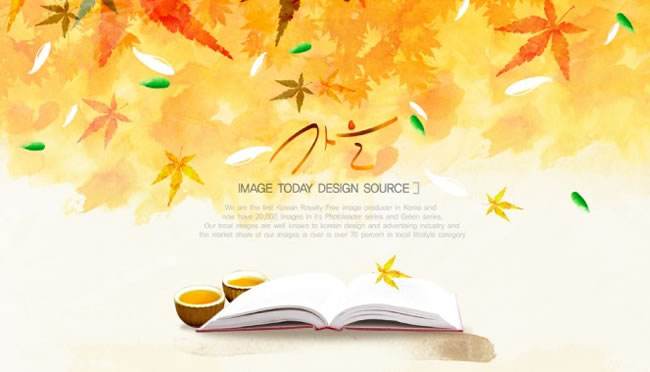 가을
IMAGE TODAY DESIGN SOURCE
We are the first Korean Royalty Free image producer in Korea and
now have 20,000 images in its Photoleader series and Green series.
Our total images are well known to korean design and advertising industry and
the market share of our images is over is over 70 percent in local lifestyle category